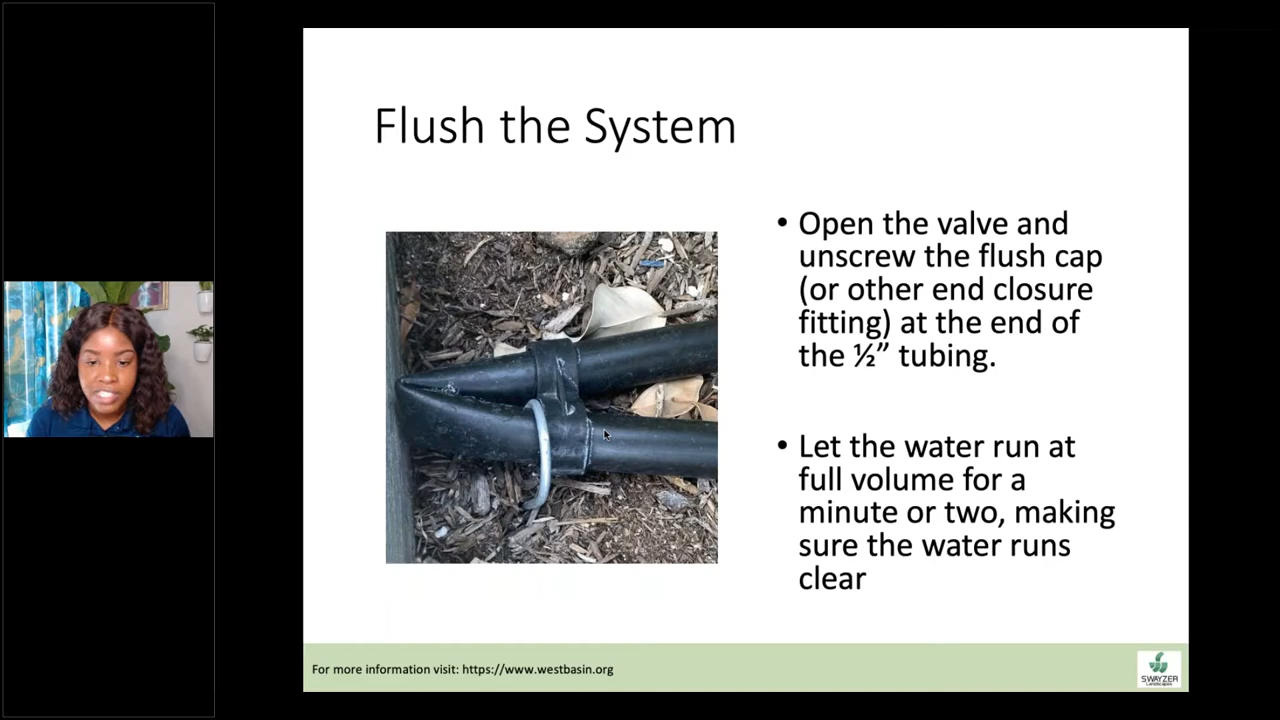 Flush the System
• Open the valve and
unscrew the flush cap
(or other end closure
fitting) at the end of
the ½” tubing.
• Let the water run at
full volume for a
minute or two, making
sure the water runs
clear
For more information visit: https://www.westbasin.org
SWAYZER
Landscapes